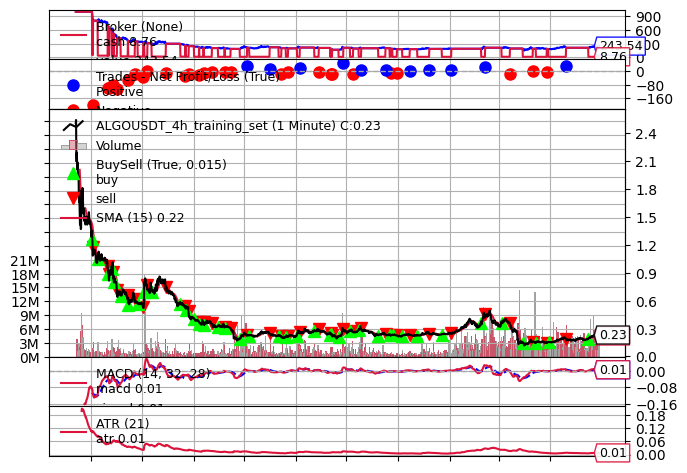 Broker (None)
cash 8.76
900
600
243.54
8.76
Trades - Net Profit/Loss (True)
Positive
Negative
0
−80
−160
ALGOUSDT_4h_training_set (1 Minute) C:0.23
Volume
BuySell (True, 0.015)
buy
sell
SMA (15) 0.22
2.4
2.1
1.8
1.5
1.2
0.9
0.6
0.3
0.0
0.23
21M
18M
15M
12M
9M
6M
3M
0M
MACD (14, 32, 28)
macd 0.01
0.01
0.00
−0.08
−0.16
ATR (21)
atr 0.01
0.18
0.12
0.06
0.00
0.01